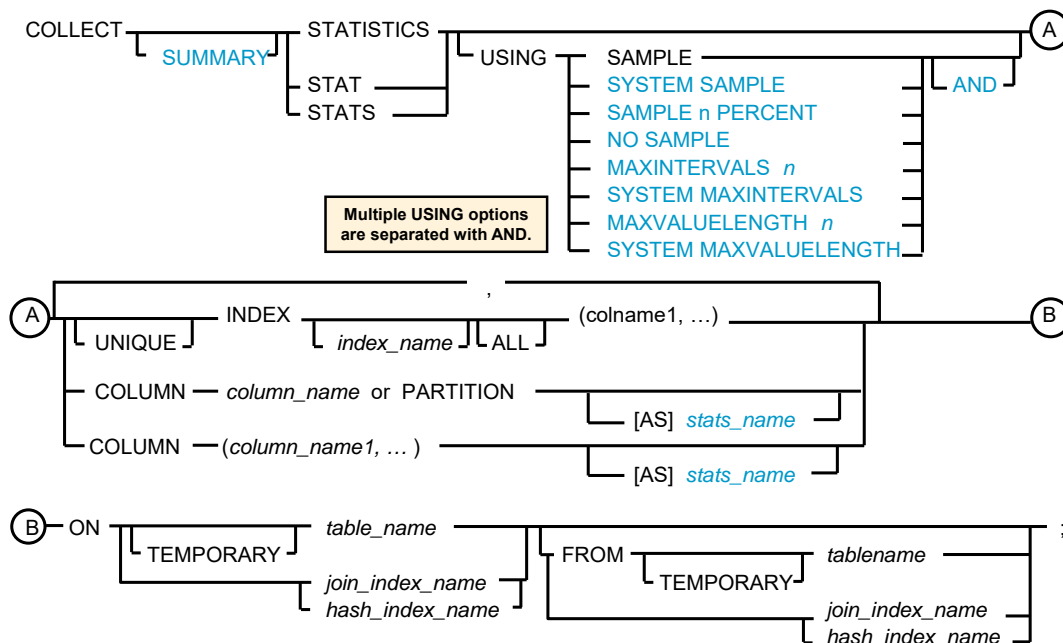 COLLECT SUMMARY STATISTICS A
STAT
STATS
USING SAMPLE AND
SYSTEM SAMPLE
SAMPLE n PERCENT
NO SAMPLE
MAXINTERVALS n
SYSTEM MAXINTERVALS
MAXVALUELENGTH n
SYSTEM MAXVALUELENGTH
Multiple USING options
are separated with AND.
,
A UNIQUE INDEX index_name ALL (colname1, …) B
COLUMN column_name or PARTITION
[AS] stats_name
COLUMN (column_name1, … )
[AS] stats_name
B ON TEMPORARY table_name FROM TEMPORARY tablename ;
join_index_name
hash_index_name
join_index_name
hash_index_name